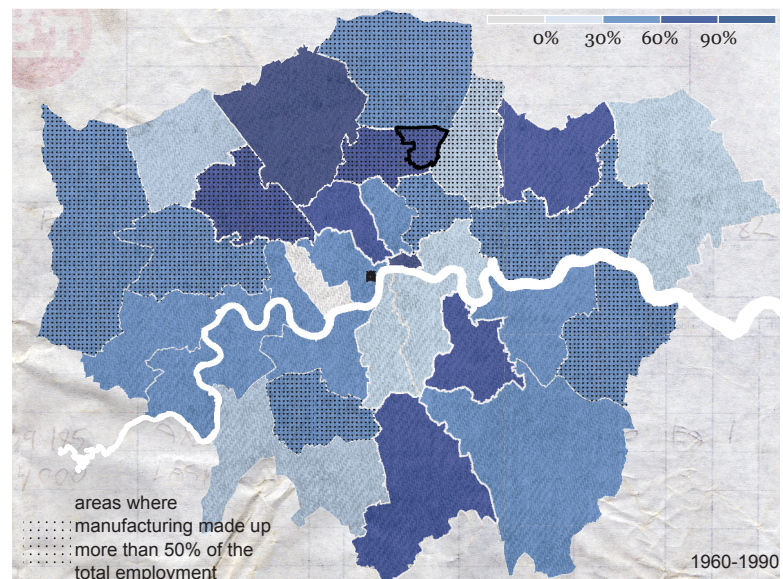 0% 30% 60% 90%
areas where
manufacturing made up
more than 50% of the
total employment
1960-1990